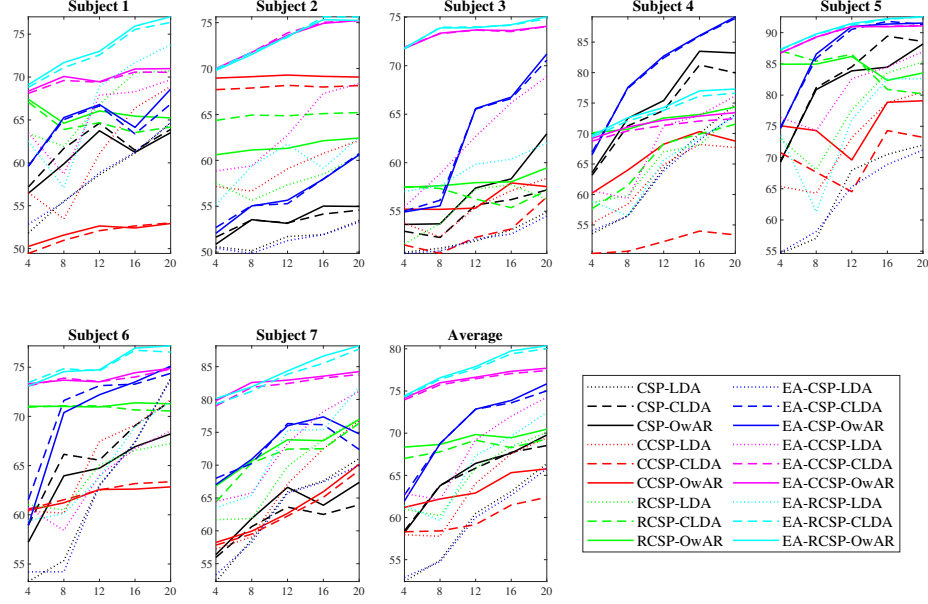 Subject 1 Subject 2 Subject 3 Subject 4 Subject 5
75
70
65
60
55
50
4 8 12 16 20
75
70
65
60
55
50
4 8 12 16 20
75
70
65
60
55
4 8 12 16 20
85
80
75
70
65
60
55
4 8 12 16 20
90
85
80
75
70
65
60
55
4 8 12 16 20
Subject 6 Subject 7 Average
75
70
65
60
55
4 8 12 16 20
85
80
75
70
65
60
55
4 8 12 16 20
80
75
70
65
60
55
4 8 12 16 20
CSP-LDA
CSP-CLDA
CSP-OwAR
CCSP-LDA
CCSP-CLDA
CCSP-OwAR
RCSP-LDA
RCSP-CLDA
RCSP-OwAR
EA-CSP-LDA
EA-CSP-CLDA
EA-CSP-OwAR
EA-CCSP-LDA
EA-CCSP-CLDA
EA-CCSP-OwAR
EA-RCSP-LDA
EA-RCSP-CLDA
EA-RCSP-OwAR